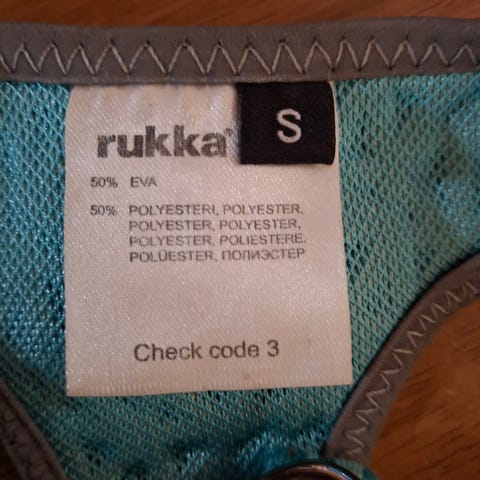 rukka®
S
50% EVA
50% POLYESTERI, POLYESTER,
POLYESTER, POLYESTER,
POLYESTER, POLIESTERE,
POLÜESTER, ПОЛИЭСТЕР
Check code 3